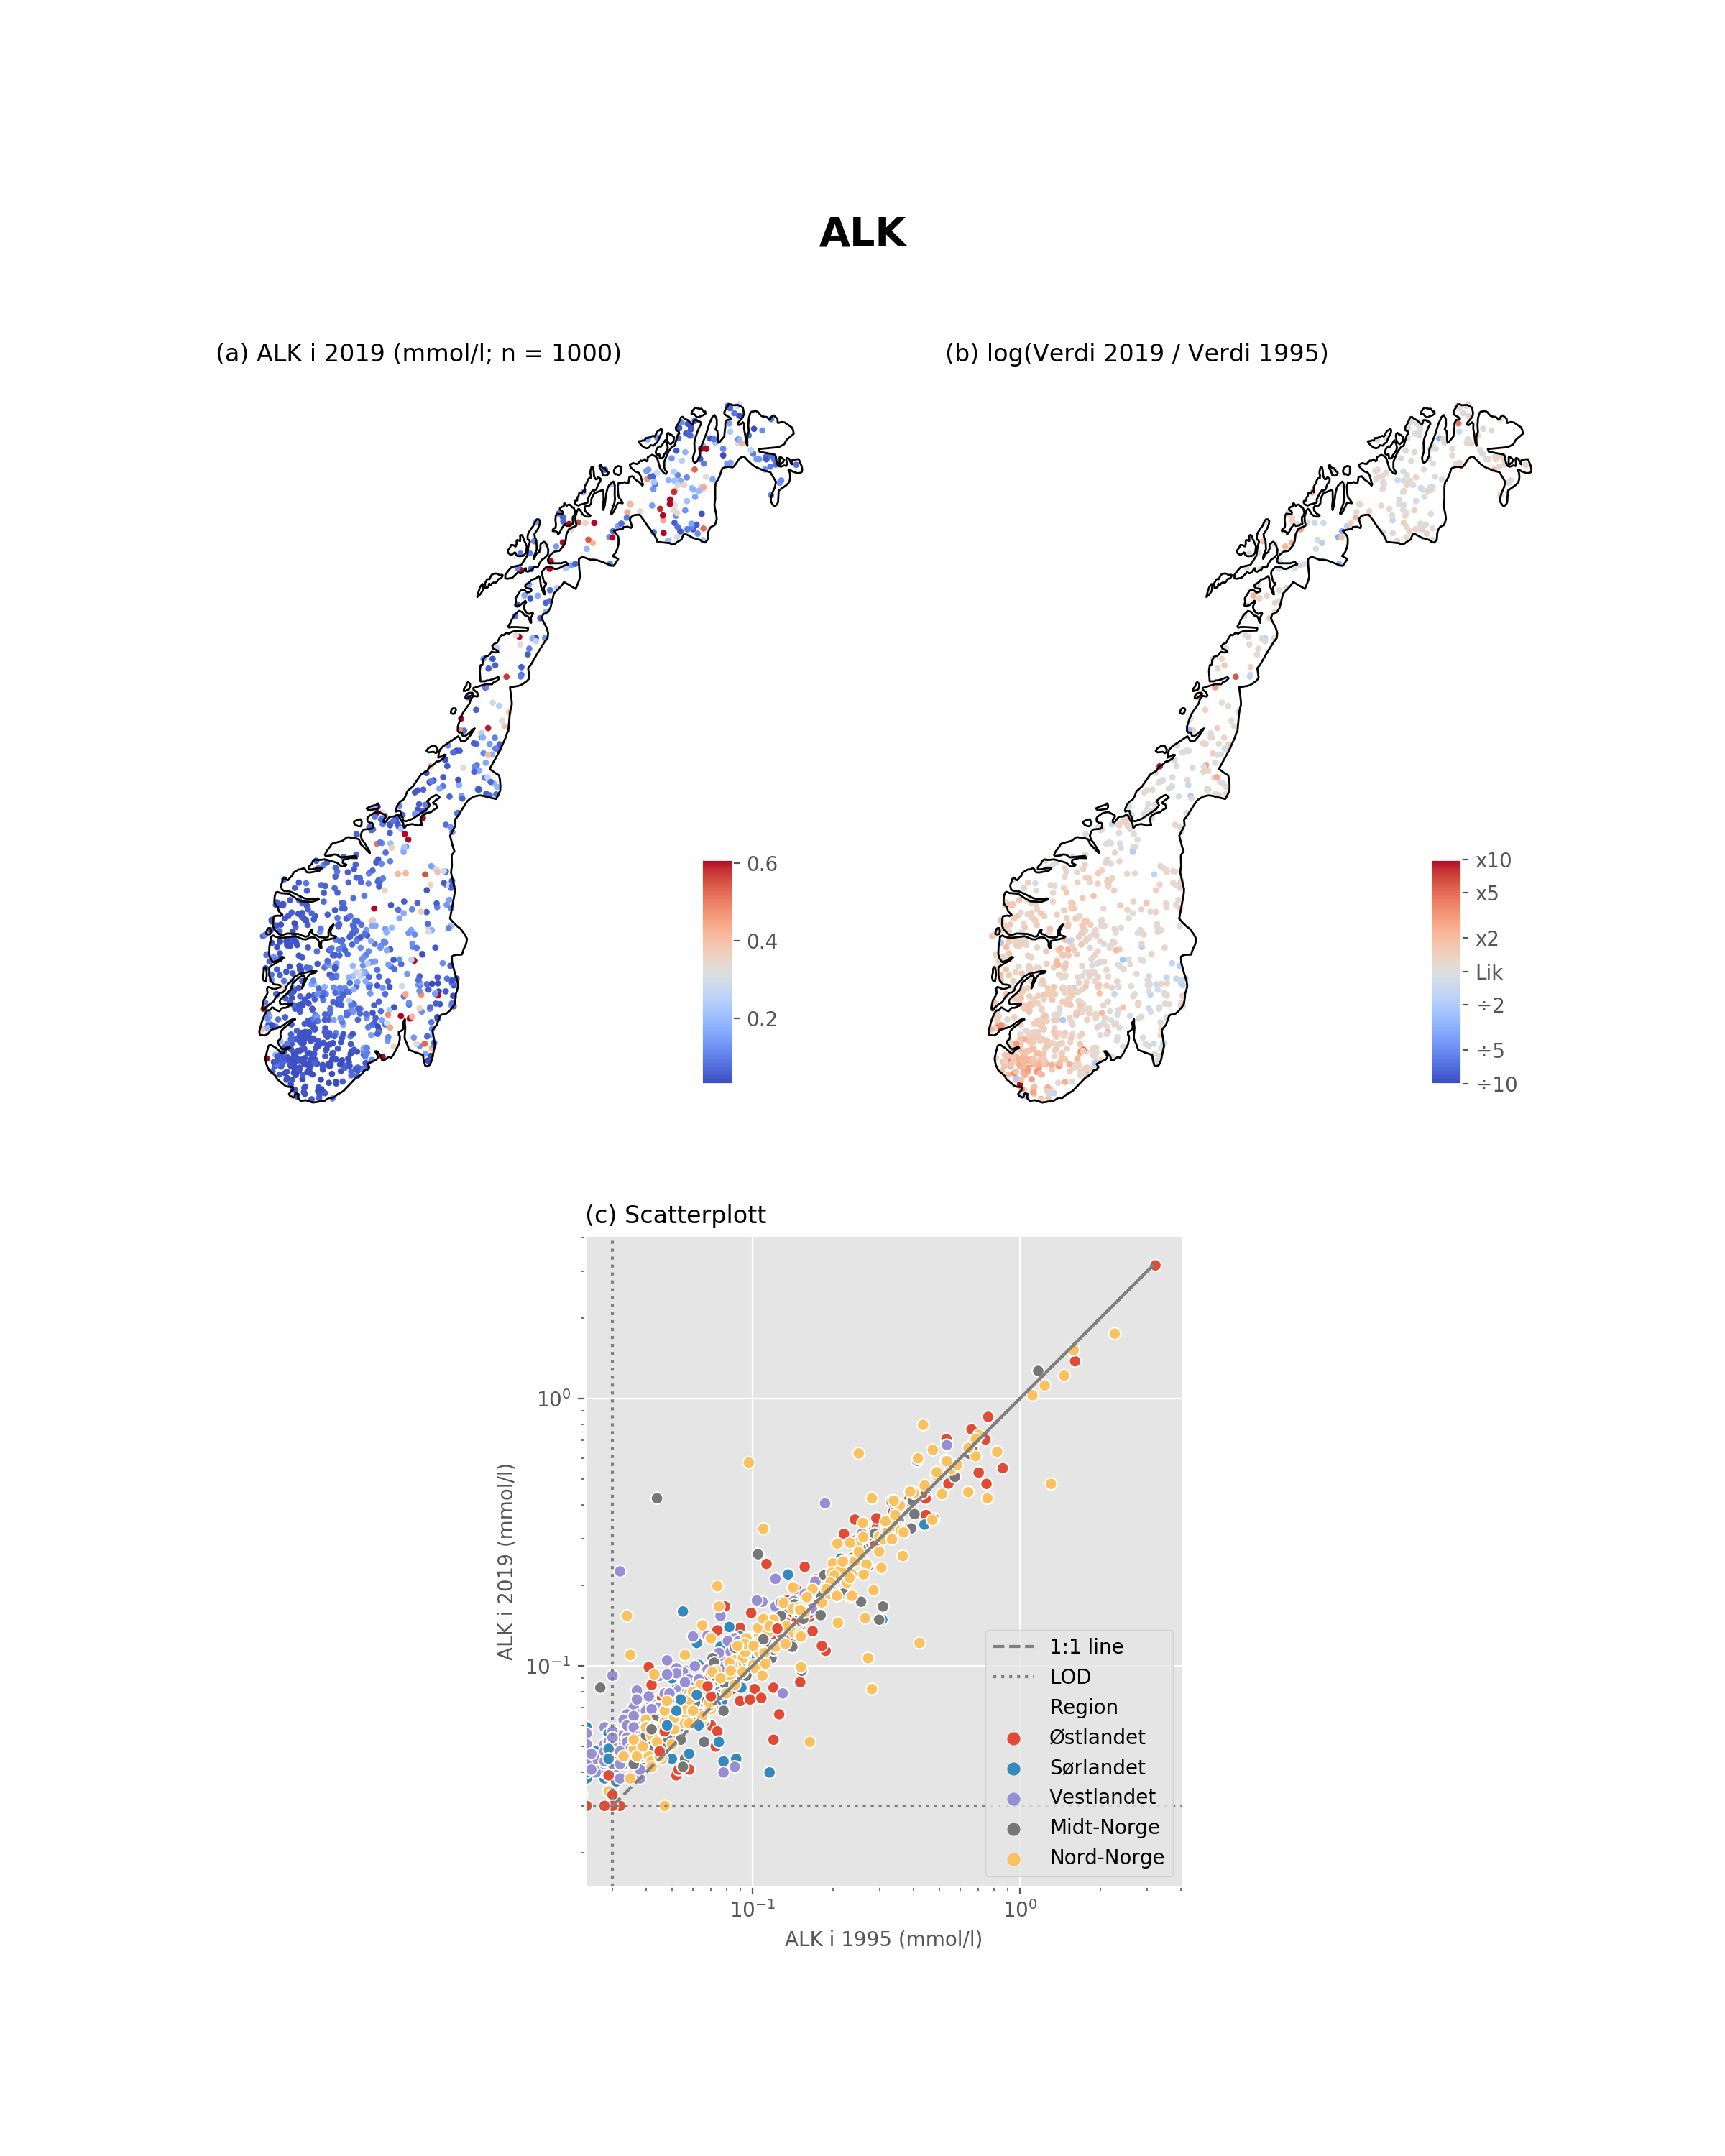 ALK
(a) ALK i 2019 (mmol/l; n = 1000)
(b) log(Verdi 2019 / Verdi 1995)
0.6
0.4
0.2
x10
x5
x2
Lik
÷2
÷5
÷10
(c) Scatterplott
10⁰
10⁻¹
ALK i 2019 (mmol/l)
1:1 line
LOD
Region
Østlandet
Sørlandet
Vestlandet
Midt-Norge
Nord-Norge
10⁻¹
10⁰
ALK i 1995 (mmol/l)